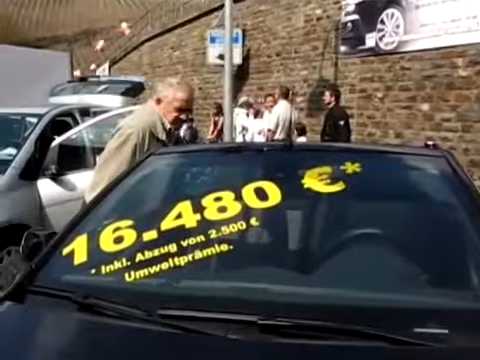 16.480 €*
* Inkl. Abzug von 2.500 €
Umweltprämie.